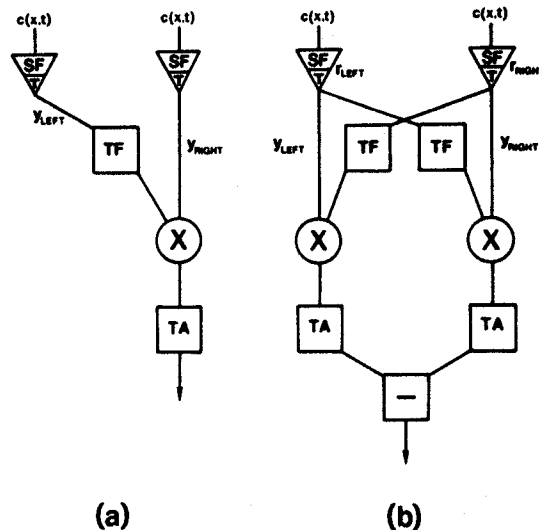 c(x,t) c(x,t) c(x,t) c(x,t)
SF SF SF SF
T T T r_LEFT T r_RIGHT
y_LEFT TF y_RIGHT y_LEFT TF TF y_RIGHT
X X X
TA TA TA
−
(a) (b)